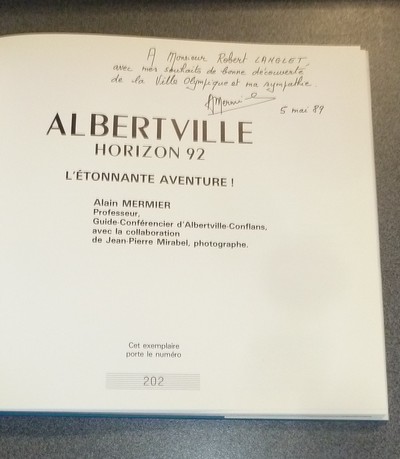 A Monsieur Robert LANGLET,
avec mes souhaits de bonne découverte
de la Ville Olympique et ma sympathie
5 mai 89
ALBERTVILLE
HORIZON 92
L'ÉTONNANTE AVENTURE !
Alain MERMIER
Professeur,
Guide-Conférencier d'Albertville-Conflans,
avec la collaboration
de Jean-Pierre Mirabel, photographe.
Cet exemplaire
porte le numéro
202